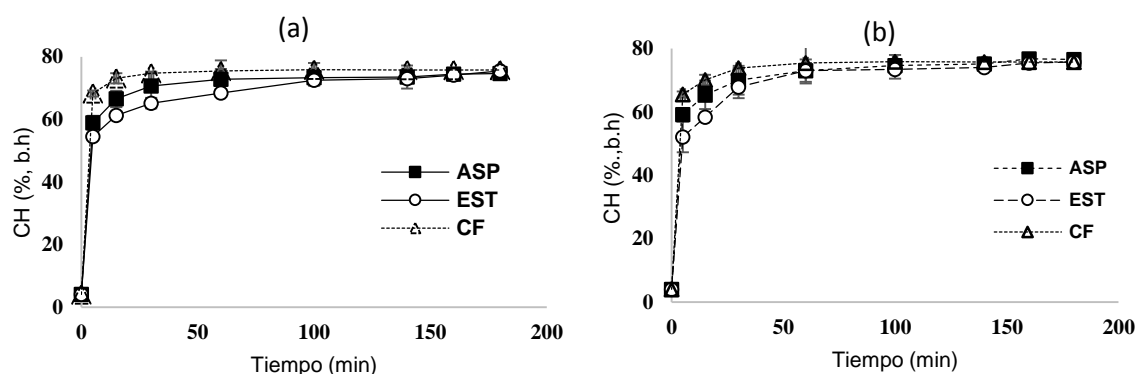 (a)
80
60
40
20
0
CH (%, b.h)
ASP
EST
CF
0 50 100 150 200
Tiempo (min)
(b)
80
60
40
20
0
CH (%.,b.h)
ASP
EST
CF
0 50 100 150 200
Tiempo (min)